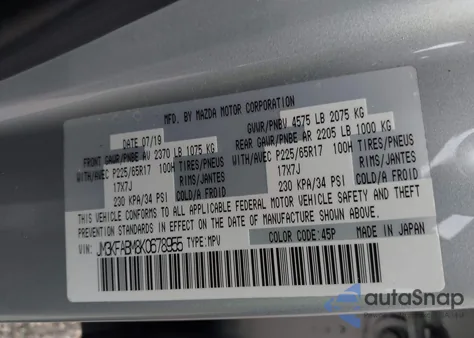 MFD. BY MAZDA MOTOR CORPORATION
DATE 07/19 GVWR/PNBV 4575 LB 2075 KG
FRONT GAWR/PNBE AV 2370 LB 1075 KG REAR GAWR/PNBE AR 2205 LB 1000 KG
WITH/AVEC P225/65R17 100H TIRES/PNEUS WITH/AVEC P225/65R17 100H TIRES/PNEUS
17X7J RIMS/JANTES 17X7J RIMS/JANTES
230 KPA/34 PSI COLD/A FROID 230 KPA/34 PSI COLD/A FROID
THIS VEHICLE CONFORMS TO ALL APPLICABLE FEDERAL MOTOR VEHICLE SAFETY AND THEFT
PREVENTION STANDARDS IN EFFECT ON THE DATE OF MANUFACTURE SHOWN ABOVE.
JM3KFABM8K0678955 TYPE:MPV COLOR CODE:45P MADE IN JAPAN
autoSnap